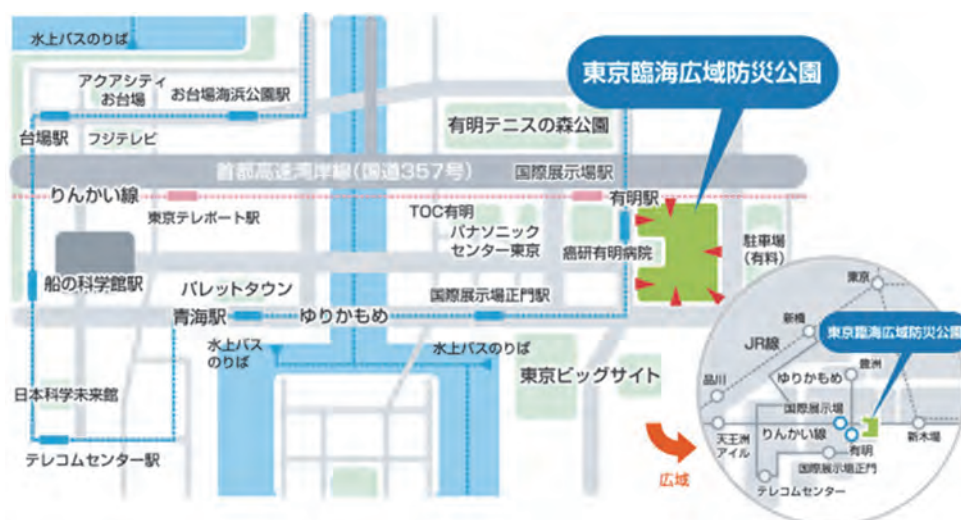 水上バスのりば
アクアシティ
お台場
お台場海浜公園駅
台場駅
フジテレビ
東京臨海広域防災公園
有明テニスの森公園
首都高速湾岸線(国道357号)
国際展示場駅
りんかい線
有明駅
東京テレポート駅
TOC有明
パナソニック
センター東京
癌研有明病院
駐車場
(有料)
船の科学館駅
パレットタウン
国際展示場正門駅
青海駅
ゆりかもめ
水上バス
のりば
水上バスのりば
東京ビッグサイト
日本科学未来館
テレコムセンター駅
広域
東京
新橋
東京臨海広域防災公園
JR線
豊洲
品川
ゆりかもめ
国際展示場
天王洲
アイル
りんかい線
新木場
有明
国際展示場正門
テレコムセンター